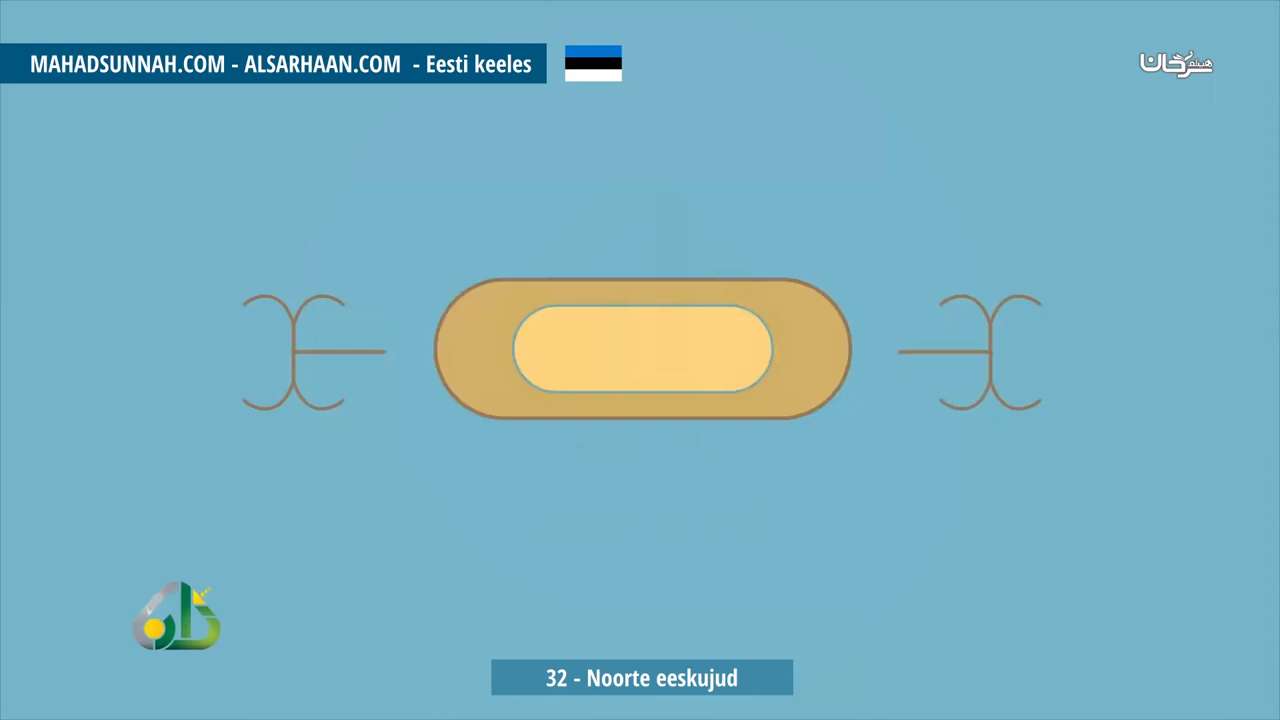 MAHADSUNNAH.COM - ALSARHAAN.COM - Eesti keeles
32 - Noorte eeskujud